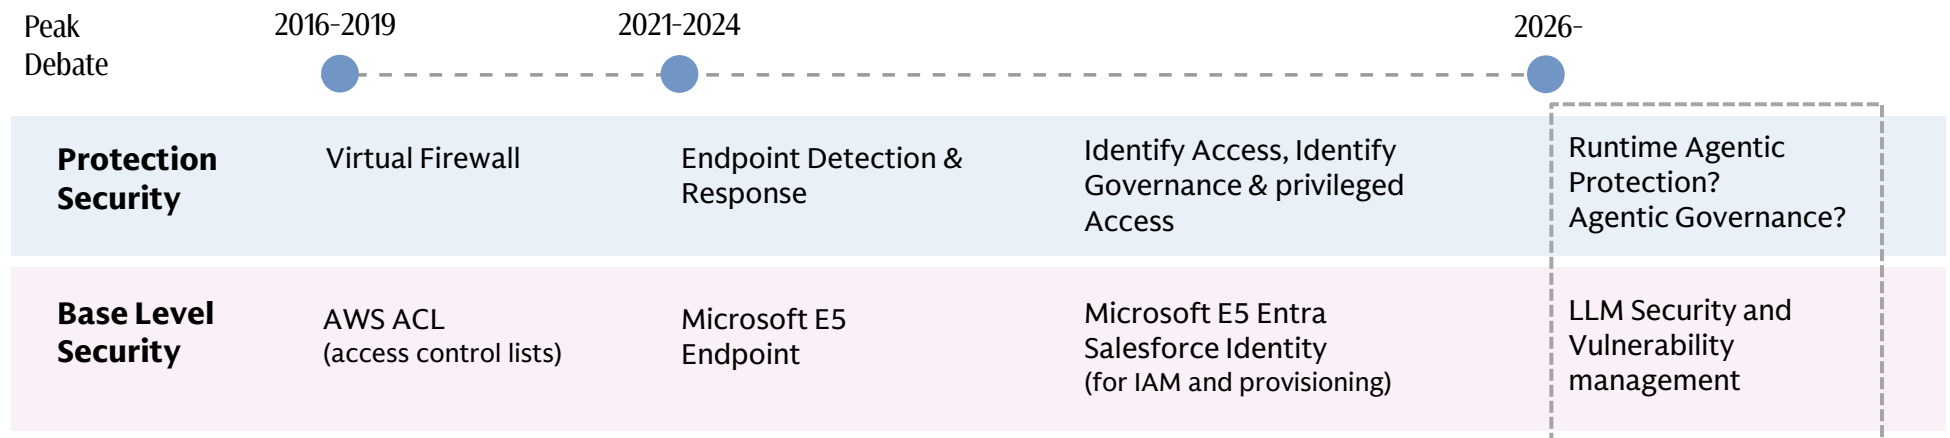 Peak
Debate
2016-2019
2021-2024
2026-
Protection
Security
Virtual Firewall
Endpoint Detection &
Response
Identify Access, Identify
Governance & privileged
Access
Runtime Agentic
Protection?
Agentic Governance?
Base Level
Security
AWS ACL
(access control lists)
Microsoft E5
Endpoint
Microsoft E5 Entra
Salesforce Identity
(for IAM and provisioning)
LLM Security and
Vulnerability
management